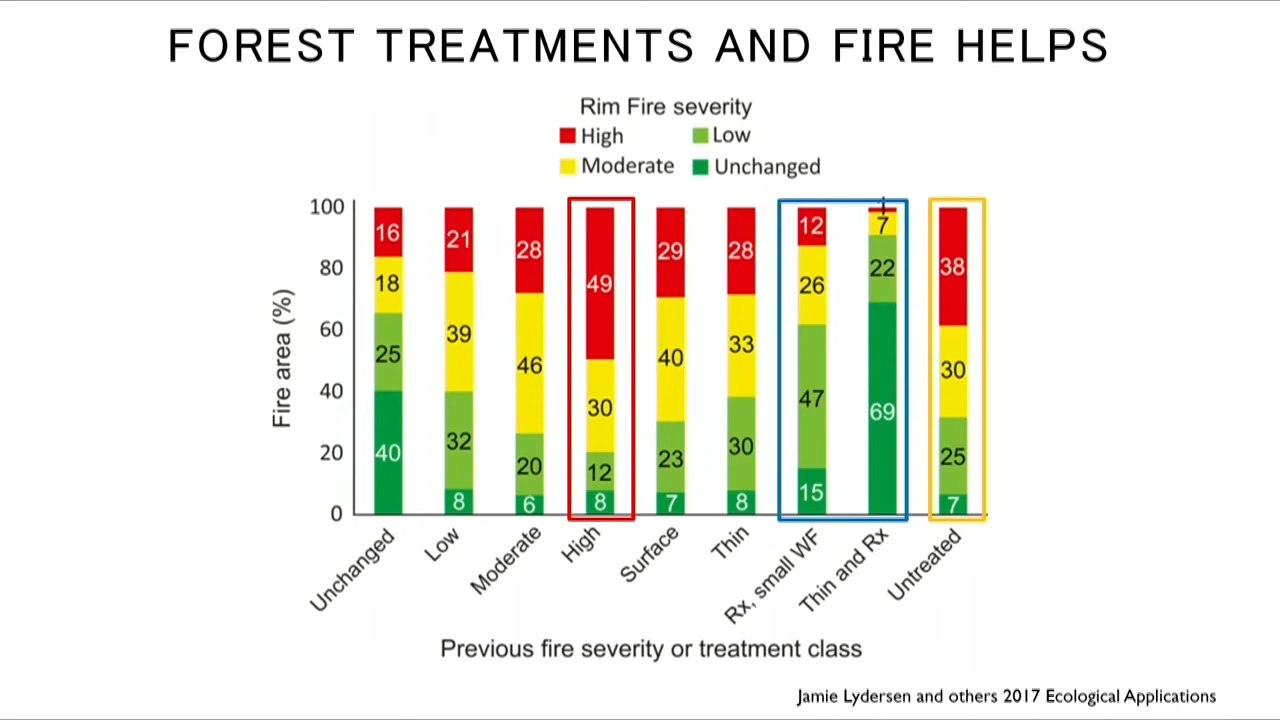 FOREST TREATMENTS AND FIRE HELPS
Rim Fire severity
High
Low
Moderate
Unchanged
Fire area (%)
100
80
60
40
20
0
16
18
25
40
21
39
32
8
28
46
20
6
49
30
12
8
29
40
23
7
28
33
30
8
12
26
47
15
1
7
22
69
38
30
25
7
Unchanged
Low
Moderate
High
Surface
Thin
Rx, small WF
Thin and Rx
Untreated
Previous fire severity or treatment class
Jamie Lydersen and others 2017 Ecological Applications